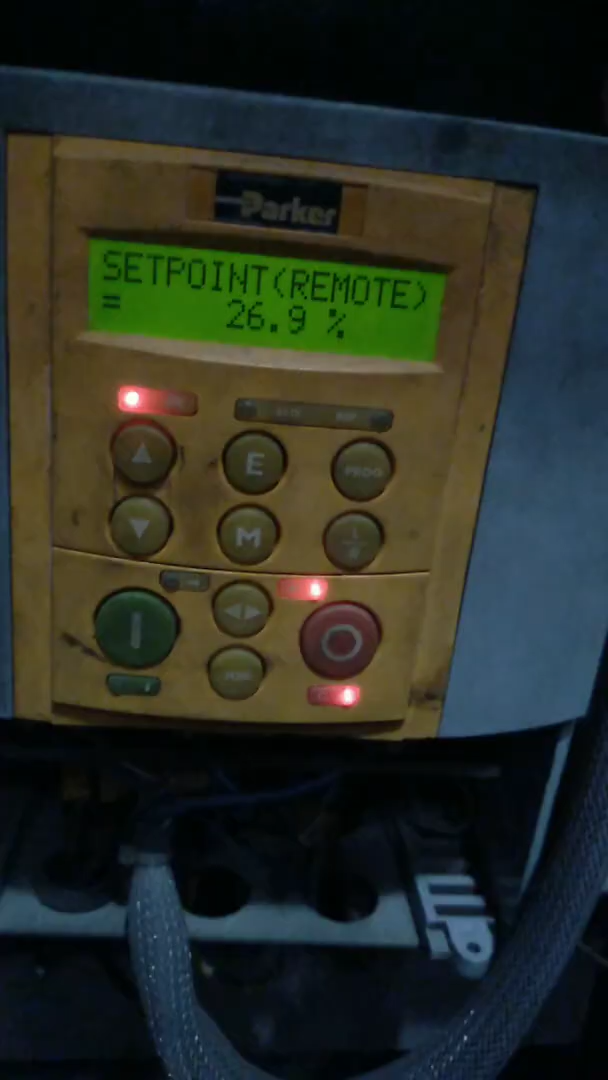 Parker
SETPOINT(REMOTE)
= 26.9 %
E
PROG
M